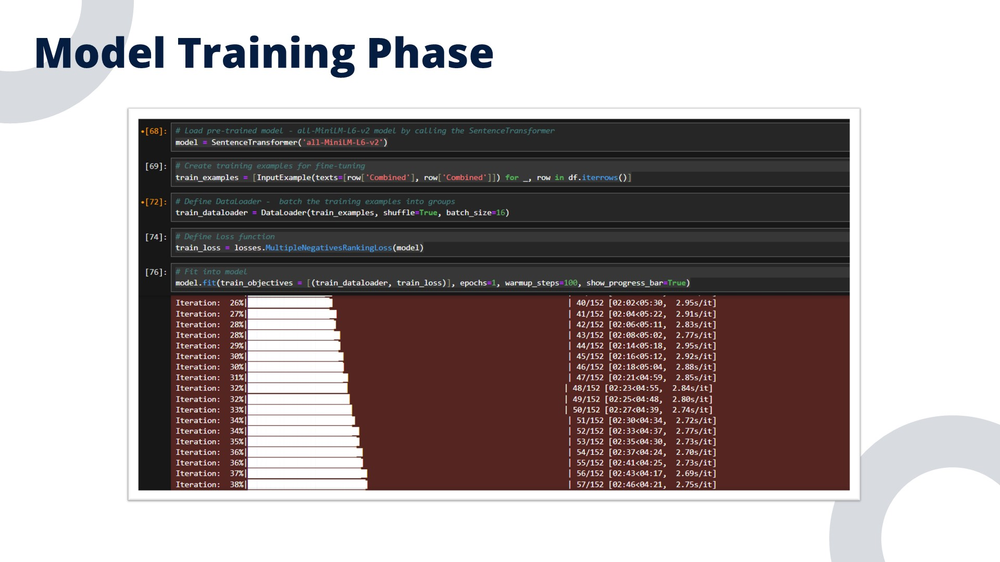 Model Training Phase
•[68]: # Load pre-trained model - all-MiniLM-L6-v2 model by calling the SentenceTransformer
model = SentenceTransformer('all-MiniLM-L6-v2')
[69]: # Create training examples for fine-tuning
train_examples = [InputExample(texts=[row['Combined'], row['Combined']]) for _, row in df.iterrows()]
•[72]: # Define DataLoader -  batch the training examples into groups
train_dataloader = DataLoader(train_examples, shuffle=True, batch_size=16)
[74]: # Define Loss function
train_loss = losses.MultipleNegativesRankingLoss(model)
[76]: # Fit into model
model.fit(train_objectives = [(train_dataloader, train_loss)], epochs=1, warmup_steps=100, show_progress_bar=True)
Iteration:  26%| | 40/152 [02:02<05:30,  2.95s/it]
Iteration:  27%| | 41/152 [02:04<05:22,  2.91s/it]
Iteration:  28%| | 42/152 [02:06<05:11,  2.83s/it]
Iteration:  28%| | 43/152 [02:08<05:02,  2.77s/it]
Iteration:  29%| | 44/152 [02:14<05:18,  2.95s/it]
Iteration:  30%| | 45/152 [02:16<05:12,  2.92s/it]
Iteration:  30%| | 46/152 [02:18<05:04,  2.88s/it]
Iteration:  31%| | 47/152 [02:21<04:59,  2.85s/it]
Iteration:  32%| | 48/152 [02:23<04:55,  2.84s/it]
Iteration:  32%| | 49/152 [02:25<04:48,  2.80s/it]
Iteration:  33%| | 50/152 [02:27<04:39,  2.74s/it]
Iteration:  34%| | 51/152 [02:30<04:34,  2.72s/it]
Iteration:  34%| | 52/152 [02:33<04:37,  2.77s/it]
Iteration:  35%| | 53/152 [02:35<04:30,  2.73s/it]
Iteration:  36%| | 54/152 [02:37<04:24,  2.70s/it]
Iteration:  36%| | 55/152 [02:41<04:25,  2.73s/it]
Iteration:  37%| | 56/152 [02:43<04:17,  2.69s/it]
Iteration:  38%| | 57/152 [02:46<04:21,  2.75s/it]